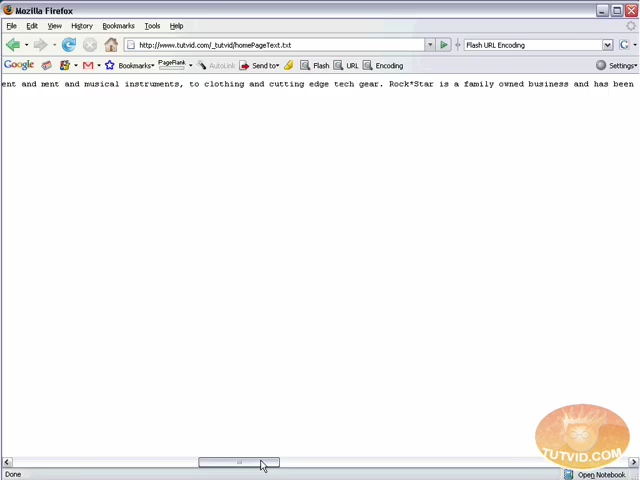 Mozilla Firefox
File Edit View History Bookmarks Tools Help
http://www.tutvid.com/_tutvid/homePageText.txt Flash URL Encoding
Google Bookmarks PageRank AutoLink Send to Flash URL Encoding Settings
ent and ment and musical instruments, to clothing and cutting edge tech gear. Rock*Star is a family owned business and has been
TUTVID.COM
Done Open Notebook